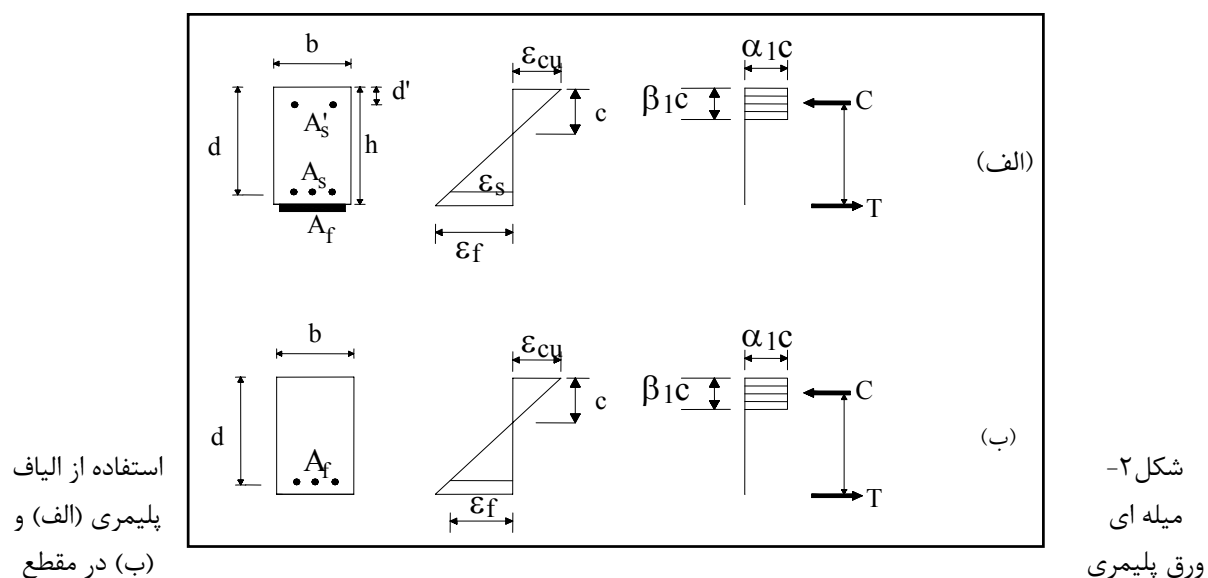 b
d'
d
A's
h
As
Af
εcu
c
εs
εf
α1c
β1c
C
T
(الف)
b
d
Af
εcu
c
εf
α1c
β1c
C
T
(ب)
شکل۲- استفاده از الیاف
میله ای پلیمری (الف) و
ورق پلیمری (ب) در مقطع